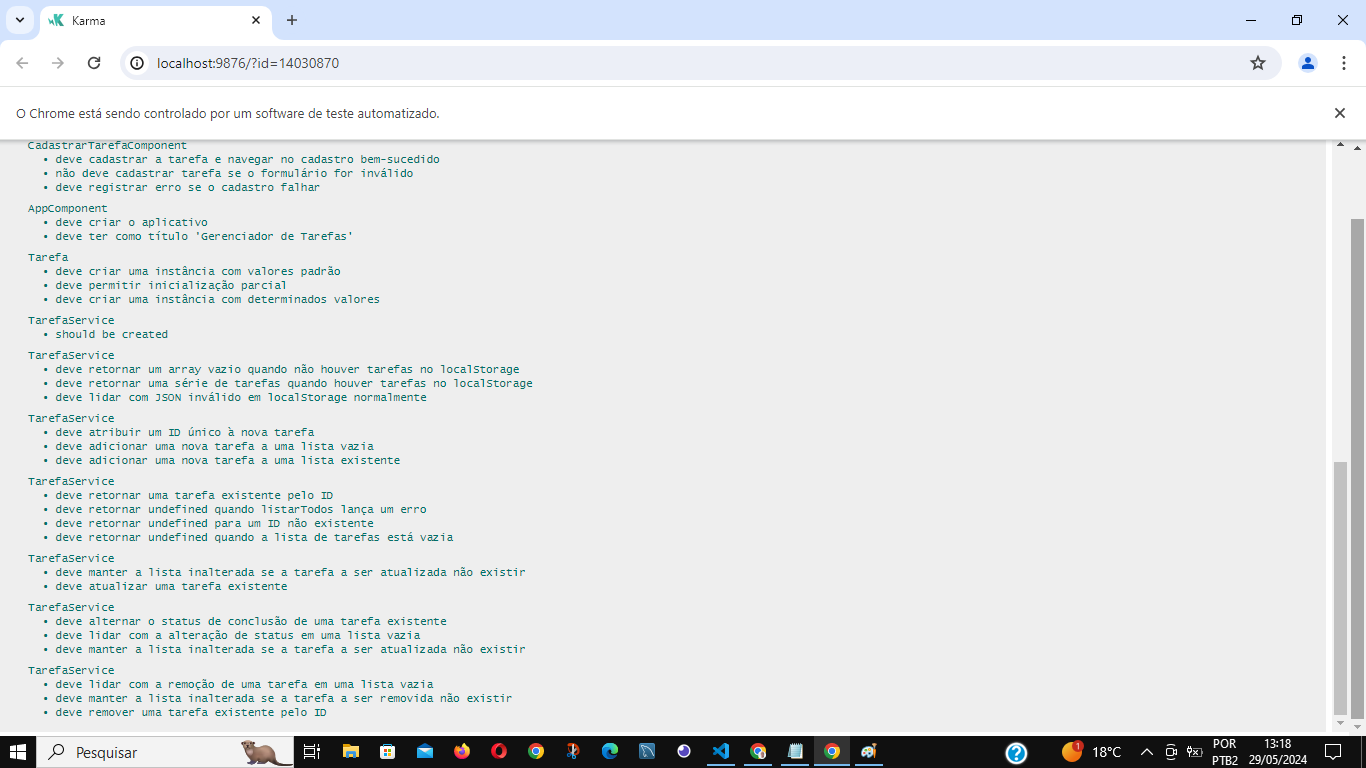 Karma
localhost:9876/?id=14030870
O Chrome está sendo controlado por um software de teste automatizado.
CadastrarTarefaComponent
• deve cadastrar a tarefa e navegar no cadastro bem-sucedido
• não deve cadastrar tarefa se o formulário for inválido
• deve registrar erro se o cadastro falhar
AppComponent
• deve criar o aplicativo
• deve ter como título 'Gerenciador de Tarefas'
Tarefa
• deve criar uma instância com valores padrão
• deve permitir inicialização parcial
• deve criar uma instância com determinados valores
TarefaService
• should be created
TarefaService
• deve retornar um array vazio quando não houver tarefas no localStorage
• deve retornar uma série de tarefas quando houver tarefas no localStorage
• deve lidar com JSON inválido em localStorage normalmente
TarefaService
• deve atribuir um ID único à nova tarefa
• deve adicionar uma nova tarefa a uma lista vazia
• deve adicionar uma nova tarefa a uma lista existente
TarefaService
• deve retornar uma tarefa existente pelo ID
• deve retornar undefined quando listarTodos lança um erro
• deve retornar undefined para um ID não existente
• deve retornar undefined quando a lista de tarefas está vazia
TarefaService
• deve manter a lista inalterada se a tarefa a ser atualizada não existir
• deve atualizar uma tarefa existente
TarefaService
• deve alternar o status de conclusão de uma tarefa existente
• deve lidar com a alteração de status em uma lista vazia
• deve manter a lista inalterada se a tarefa a ser atualizada não existir
TarefaService
• deve lidar com a remoção de uma tarefa em uma lista vazia
• deve manter a lista inalterada se a tarefa a ser removida não existir
• deve remover uma tarefa existente pelo ID
Pesquisar
1
18°C
POR
PTB2
13:18
29/05/2024